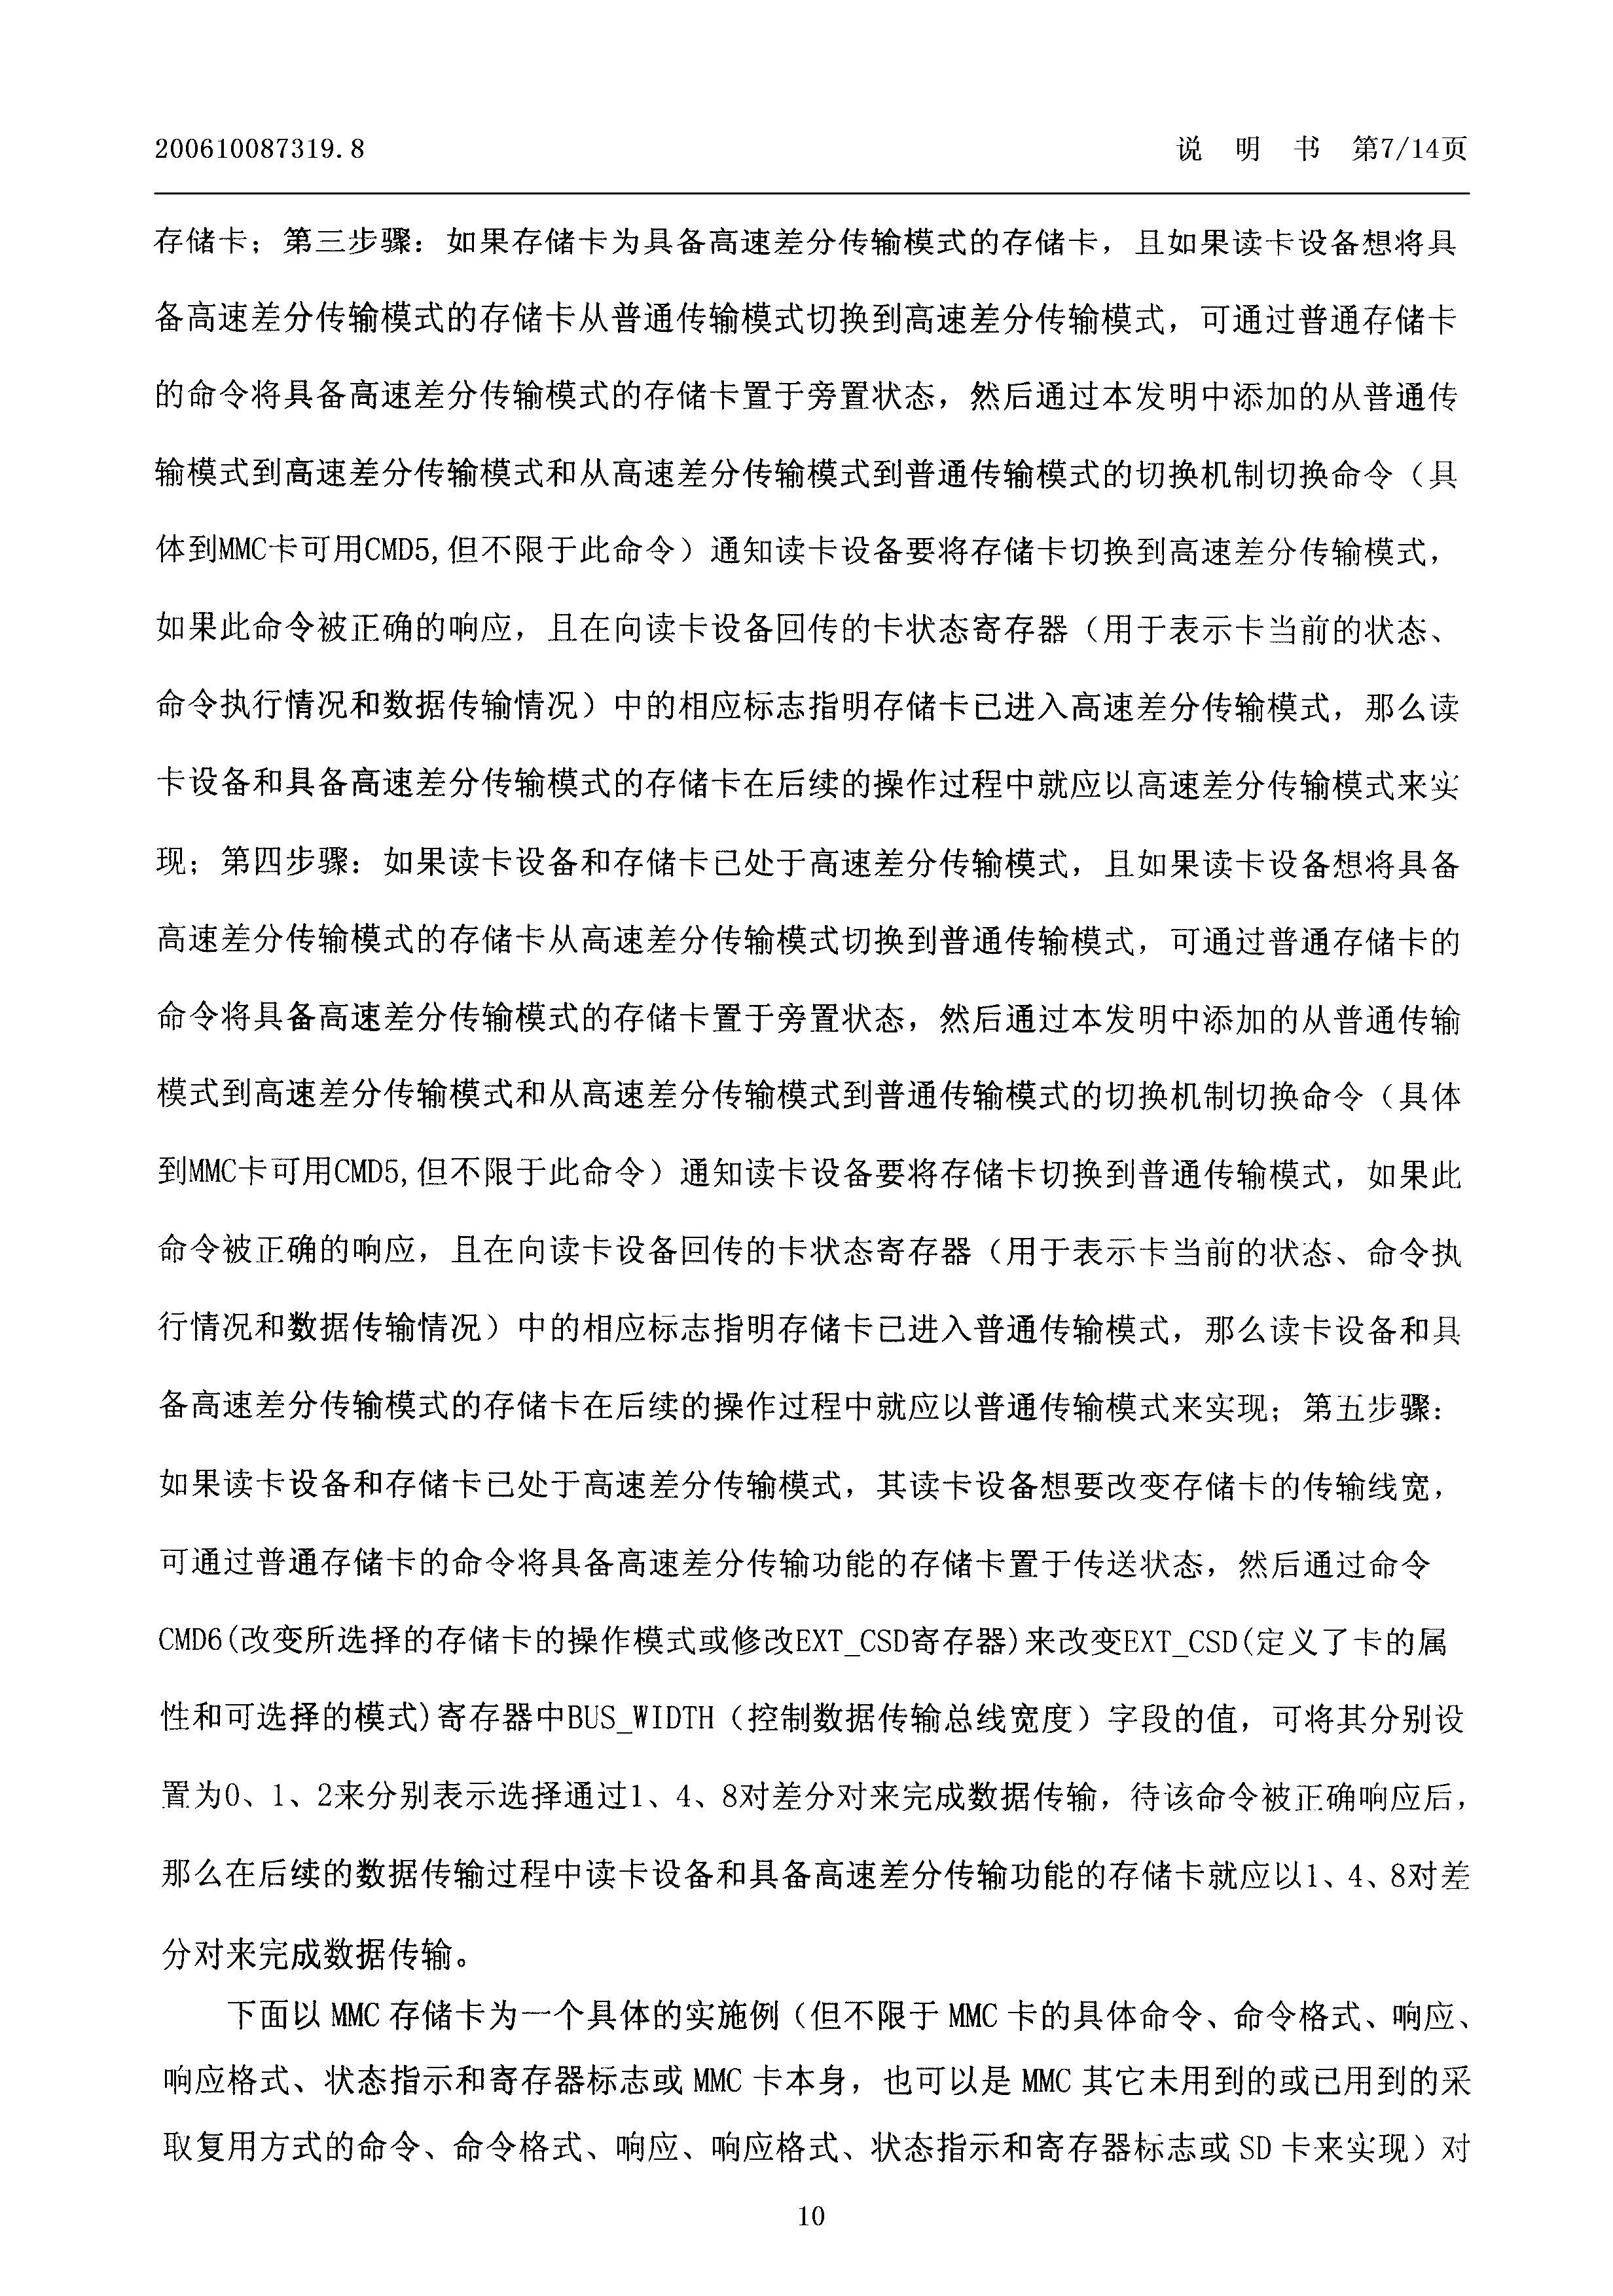 200610087319.8
说 明 书 第7/14页
存储卡；第三步骤：如果存储卡为具备高速差分传输模式的存储卡，且如果读卡设备想将具
备高速差分传输模式的存储卡从普通传输模式切换到高速差分传输模式，可通过普通存储卡
的命令将具备高速差分传输模式的存储卡置于旁置状态，然后通过本发明中添加的从普通传
输模式到高速差分传输模式和从高速差分传输模式到普通传输模式的切换机制切换命令（具
体到MMC卡可用CMD5,但不限于此命令）通知读卡设备要将存储卡切换到高速差分传输模式，
如果此命令被正确的响应，且在向读卡设备回传的卡状态寄存器（用于表示卡当前的状态、
命令执行情况和数据传输情况）中的相应标志指明存储卡已进入高速差分传输模式，那么读
卡设备和具备高速差分传输模式的存储卡在后续的操作过程中就应以高速差分传输模式来实
现；第四步骤：如果读卡设备和存储卡已处于高速差分传输模式，且如果读卡设备想将具备
高速差分传输模式的存储卡从高速差分传输模式切换到普通传输模式，可通过普通存储卡的
命令将具备高速差分传输模式的存储卡置于旁置状态，然后通过本发明中添加的从普通传输
模式到高速差分传输模式和从高速差分传输模式到普通传输模式的切换机制切换命令（具体
到MMC卡可用CMD5,但不限于此命令）通知读卡设备要将存储卡切换到普通传输模式，如果此
命令被正确的响应，且在向读卡设备回传的卡状态寄存器（用于表示卡当前的状态、命令执
行情况和数据传输情况）中的相应标志指明存储卡已进入普通传输模式，那么读卡设备和具
备高速差分传输模式的存储卡在后续的操作过程中就应以普通传输模式来实现；第五步骤：
如果读卡设备和存储卡已处于高速差分传输模式，其读卡设备想要改变存储卡的传输线宽，
可通过普通存储卡的命令将具备高速差分传输功能的存储卡置于传送状态，然后通过命令
CMD6(改变所选择的存储卡的操作模式或修改EXT_CSD寄存器)来改变EXT_CSD(定义了卡的属
性和可选择的模式)寄存器中BUS_WIDTH（控制数据传输总线宽度）字段的值，可将其分别设
置为0、1、2来分别表示选择通过1、4、8对差分对来完成数据传输，待该命令被正确响应后，
那么在后续的数据传输过程中读卡设备和具备高速差分传输功能的存储卡就应以1、4、8对差
分对来完成数据传输。
下面以 MMC 存储卡为一个具体的实施例（但不限于 MMC 卡的具体命令、命令格式、响应、
响应格式、状态指示和寄存器标志或 MMC 卡本身，也可以是 MMC 其它未用到的或已用到的采
取复用方式的命令、命令格式、响应、响应格式、状态指示和寄存器标志或 SD 卡来实现）对
10